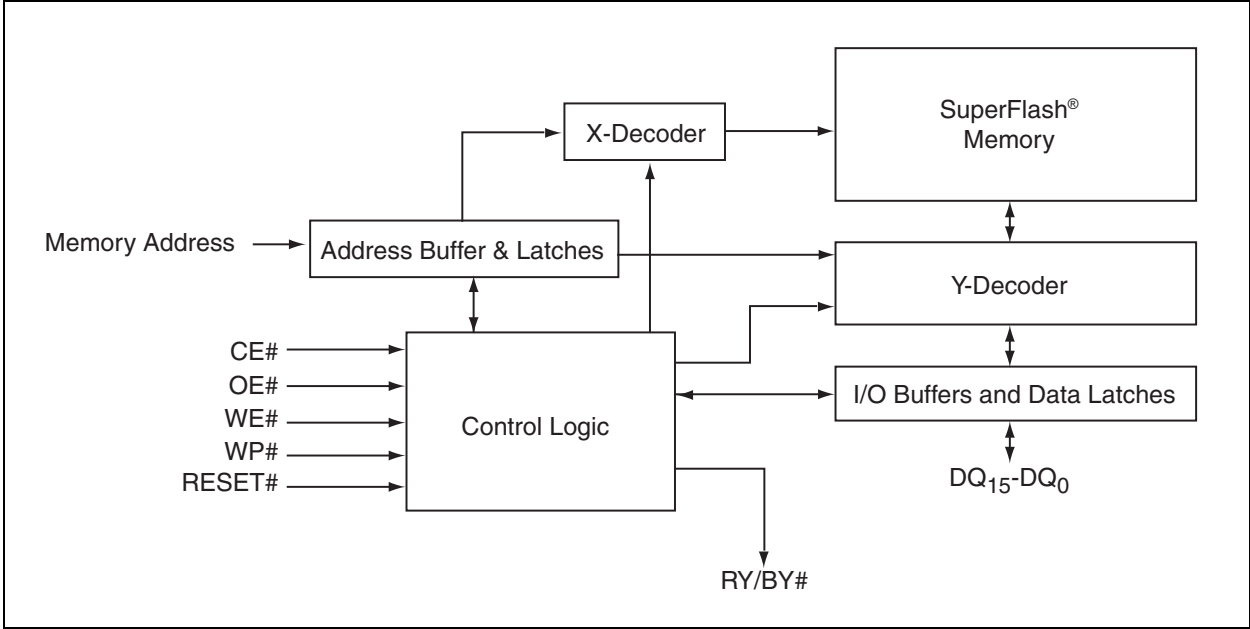 SuperFlash®
Memory
X-Decoder
Memory Address
Address Buffer & Latches
Y-Decoder
CE#
OE#
WE#
WP#
RESET#
Control Logic
I/O Buffers and Data Latches
DQ15-DQ0
RY/BY#